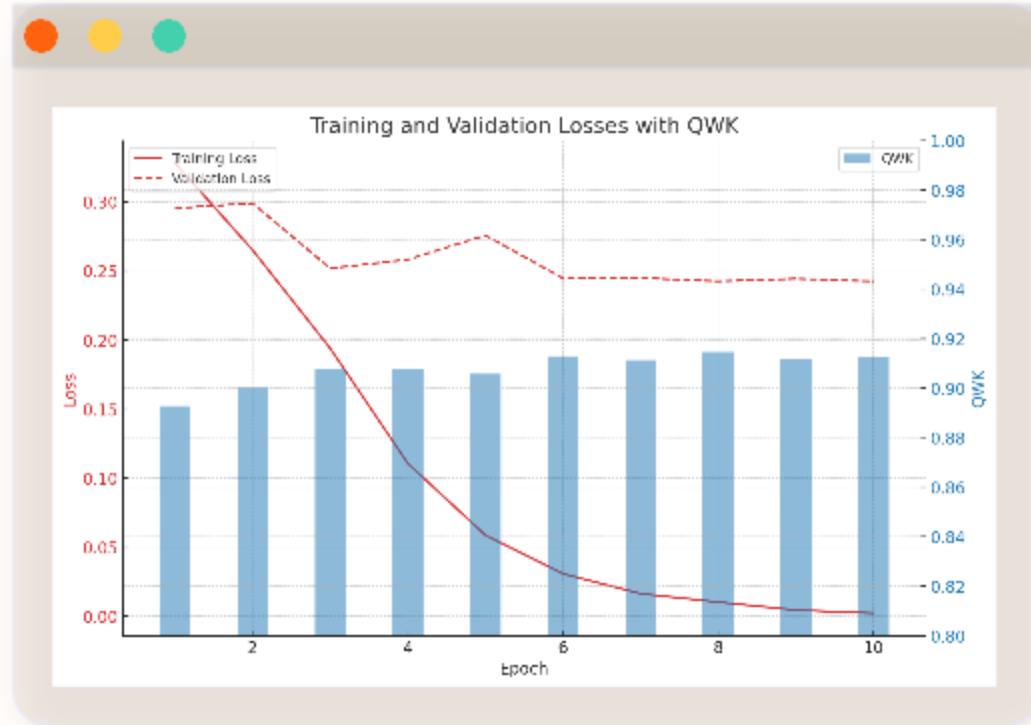 Training and Validation Losses with QWK
Training Loss
Validation Loss
QWK
0.30
0.25
0.20
0.15
0.10
0.05
0.00
Loss
1.00
0.98
0.96
0.94
0.92
0.90
0.88
0.86
0.84
0.82
0.80
QWK
2 4 6 8 10
Epoch